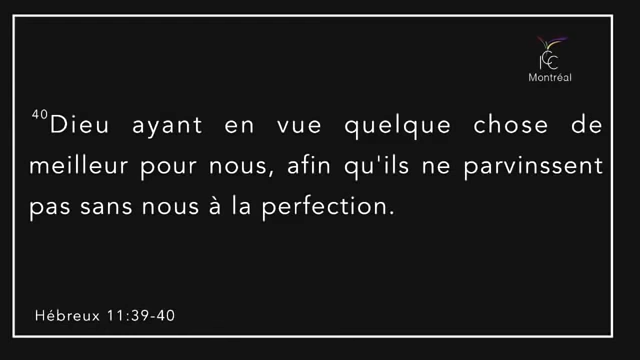 ICC
Montréal
40Dieu ayant en vue quelque chose de
meilleur pour nous, afin qu'ils ne parvinssent
pas sans nous à la perfection.
Hébreux 11:39-40